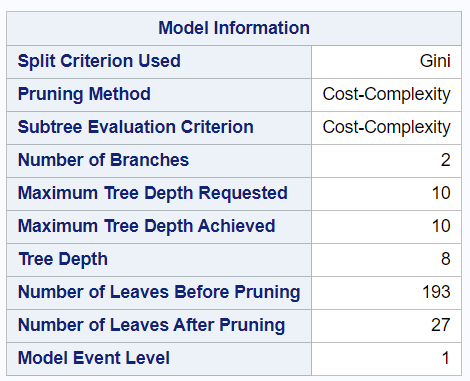 Model Information
Split Criterion Used Gini
Pruning Method Cost-Complexity
Subtree Evaluation Criterion Cost-Complexity
Number of Branches 2
Maximum Tree Depth Requested 10
Maximum Tree Depth Achieved 10
Tree Depth 8
Number of Leaves Before Pruning 193
Number of Leaves After Pruning 27
Model Event Level 1